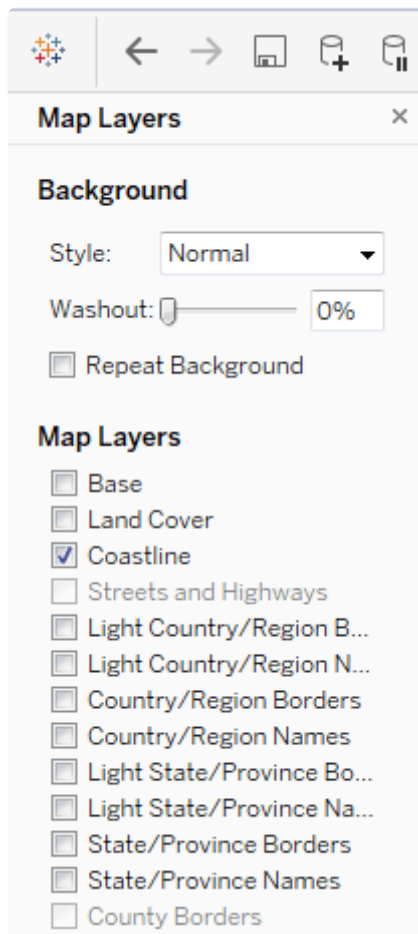 Map Layers
Background
Style: Normal
Washout: 0%
Repeat Background
Map Layers
Base
Land Cover
Coastline
Streets and Highways
Light Country/Region B...
Light Country/Region N...
Country/Region Borders
Country/Region Names
Light State/Province Bo...
Light State/Province Na...
State/Province Borders
State/Province Names
County Borders